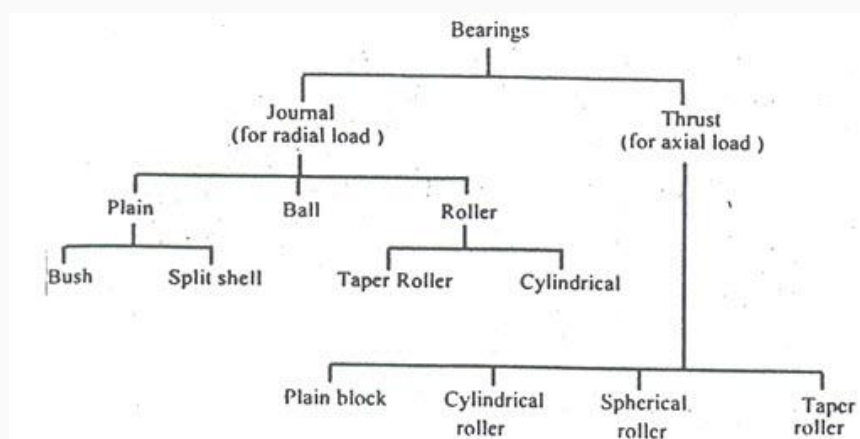 Bearings
Journal
(for radial load )
Thrust
(for axial load )
Plain
Ball
Roller
Bush
Split shell
Taper Roller
Cylindrical
Plain block
Cylindrical
roller
Spherical
roller
Taper
roller